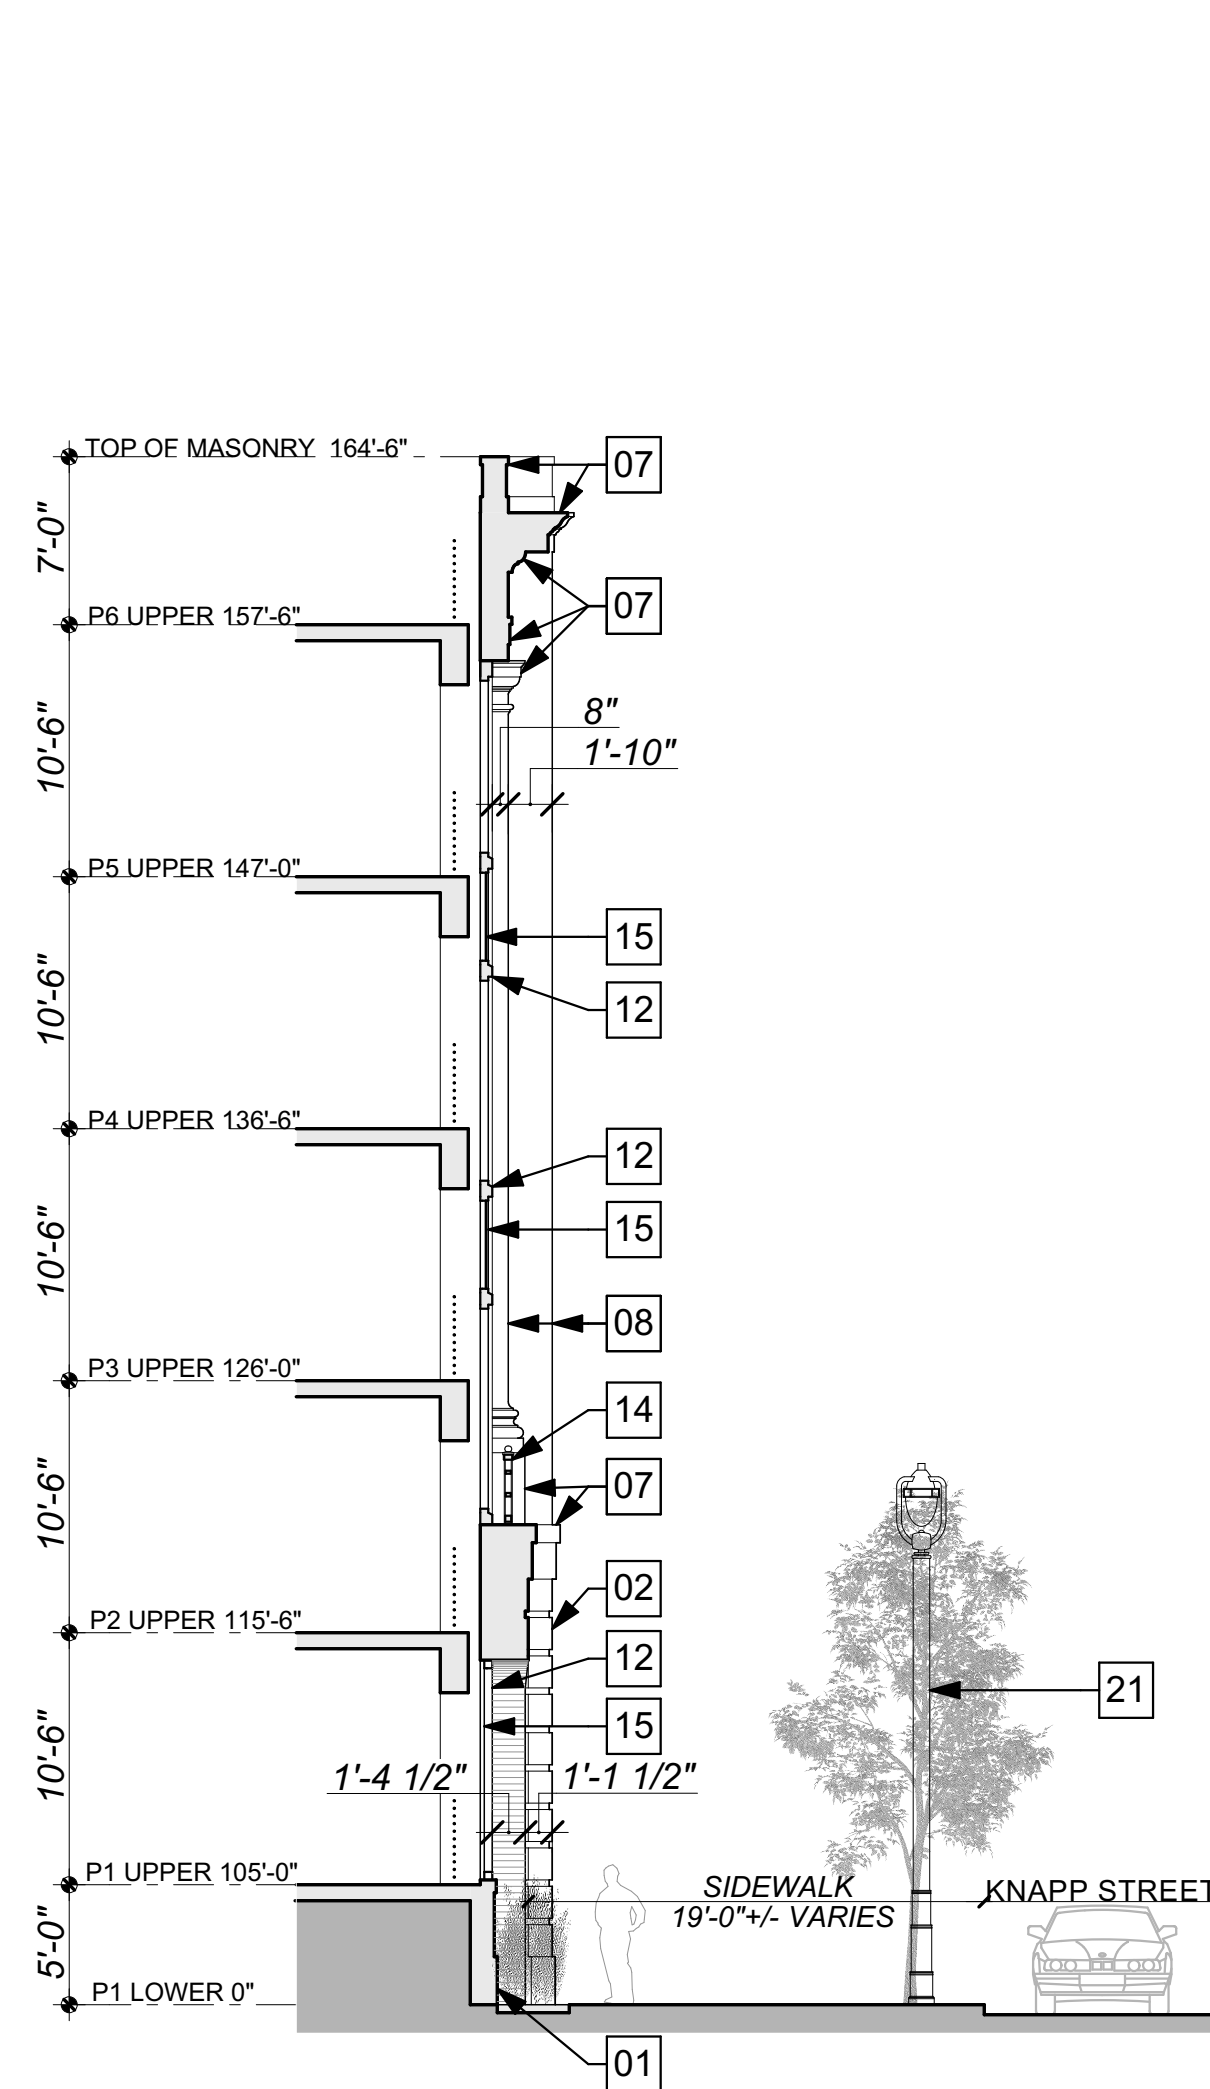 TOP OF MASONRY 164'-6"
07
7'-0"
07
P6 UPPER 157'-6"
8"
1'-10"
10'-6"
P5 UPPER 147'-0"
15
12
10'-6"
P4 UPPER 136'-6"
12
15
10'-6"
08
P3 UPPER 126'-0"
14
07
10'-6"
02
P2 UPPER 115'-6"
12
21
15
10'-6"
1'-4 1/2"
1'-1 1/2"
P1 UPPER 105'-0"
SIDEWALK
19'-0"+/- VARIES
KNAPP STREET
5'-0"
P1 LOWER 0"
01